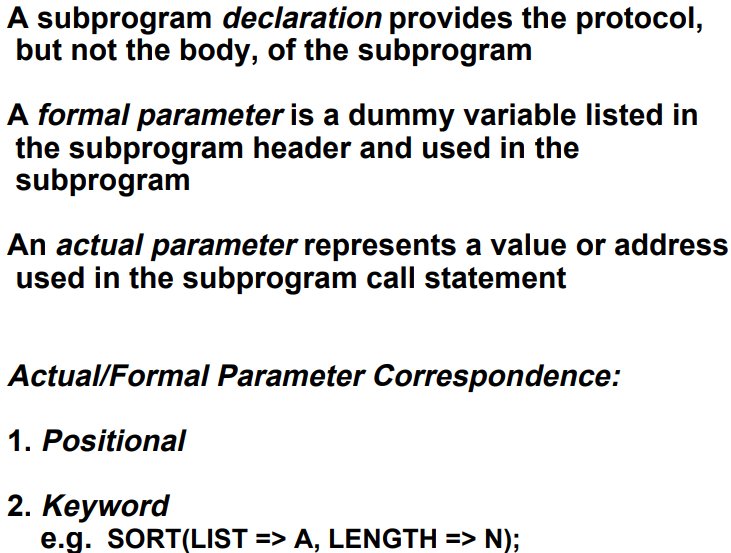 A subprogram declaration provides the protocol,
but not the body, of the subprogram
A formal parameter is a dummy variable listed in
the subprogram header and used in the
subprogram
An actual parameter represents a value or address
used in the subprogram call statement
Actual/Formal Parameter Correspondence:
1. Positional
2. Keyword
e.g. SORT(LIST => A, LENGTH => N);